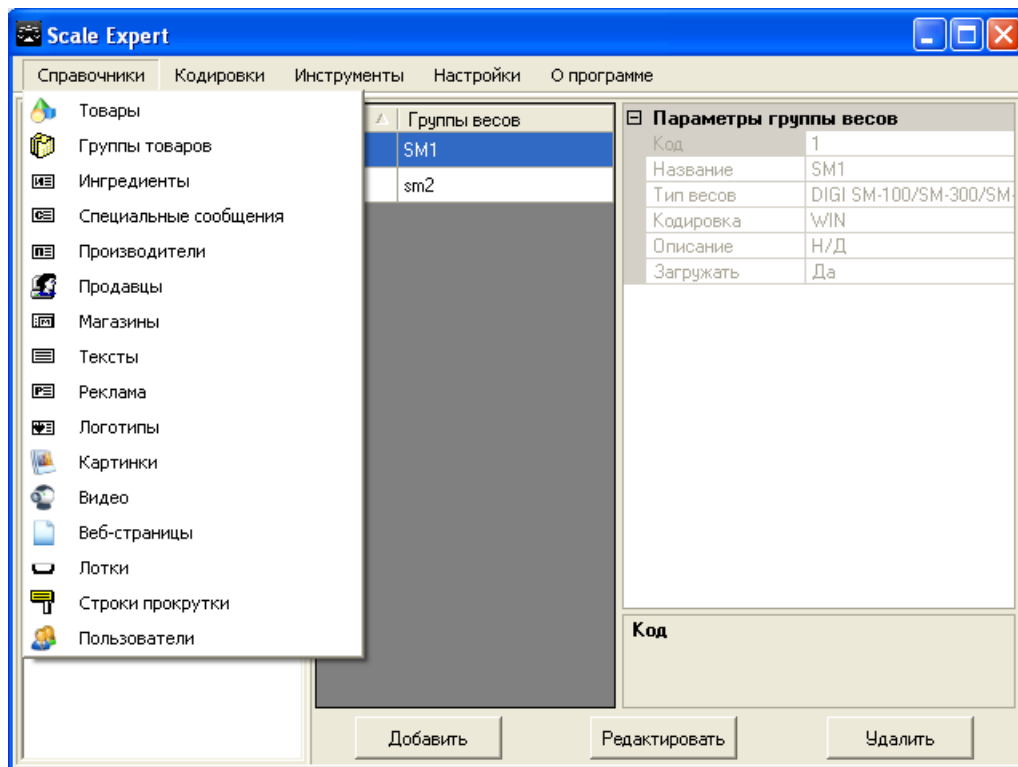 Scale Expert
Справочники Кодировки Инструменты Настройки О программе
Товары
Группы товаров
Ингредиенты
Специальные сообщения
Производители
Продавцы
Магазины
Тексты
Реклама
Логотипы
Картинки
Видео
Веб-страницы
Лотки
Строки прокрутки
Пользователи
Группы весов
SM1
sm2
Параметры группы весов
Код 1
Название SM1
Тип весов DIGI SM-100/SM-300/SM-
Кодировка WIN
Описание Н/Д
Загружать Да
Код
Добавить Редактировать Удалить